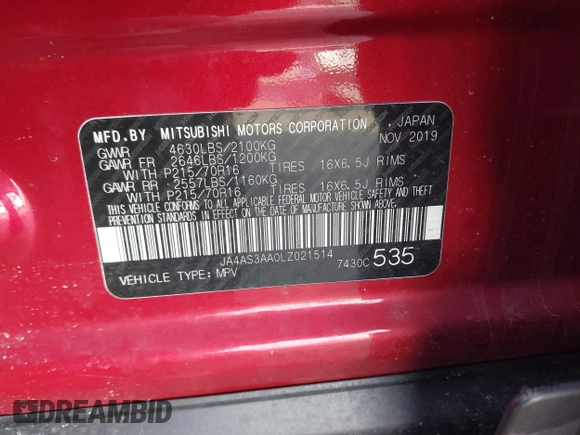 MFD.BY MITSUBISHI MOTORS CORPORATION , JAPAN
GVWR 4630LBS/2100KG NOV 2019
GAWR FR 2646LBS/1200KG
WITH P215/70R16 TIRES 16X6.5J RIMS
GAWR RR 2557LBS/1160KG
WITH P215/70R16 TIRES 16X6.5J RIMS
THIS VEHICLE CONFORMS TO ALL APPLICABLE FEDERAL MOTOR VEHICLE SAFETY AND THEFT
PREVENTION STANDARDS IN EFFECT ON THE DATE OF MANUFACTURE SHOWN ABOVE.
JA4AS3AA0LZ021514
7430C 535
VEHICLE TYPE: MPV
DREAMBID